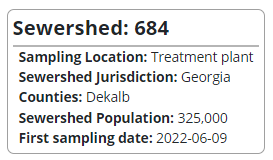 Sewershed: 684
Sampling Location: Treatment plant
Sewershed Jurisdiction: Georgia
Counties: Dekalb
Sewershed Population: 325,000
First sampling date: 2022-06-09